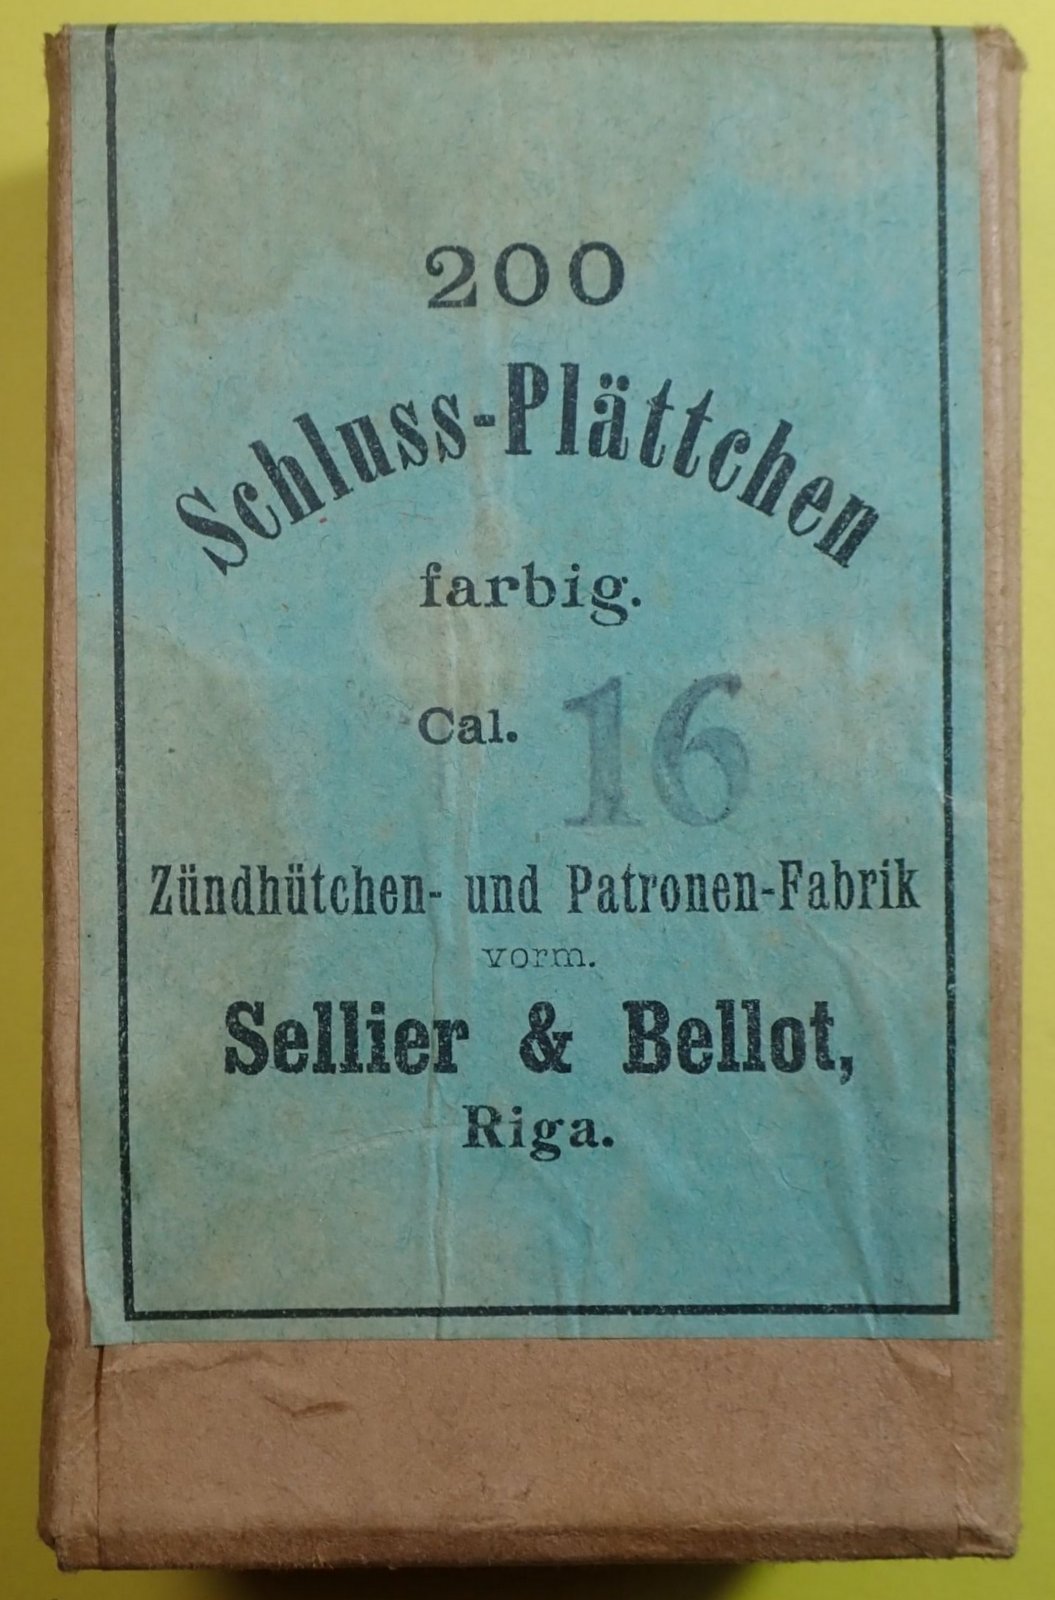 200
Schluss-Plättchen
farbig.
Cal. 16
Zündhütchen- und Patronen-Fabrik
vorm.
Sellier & Bellot,
Riga.